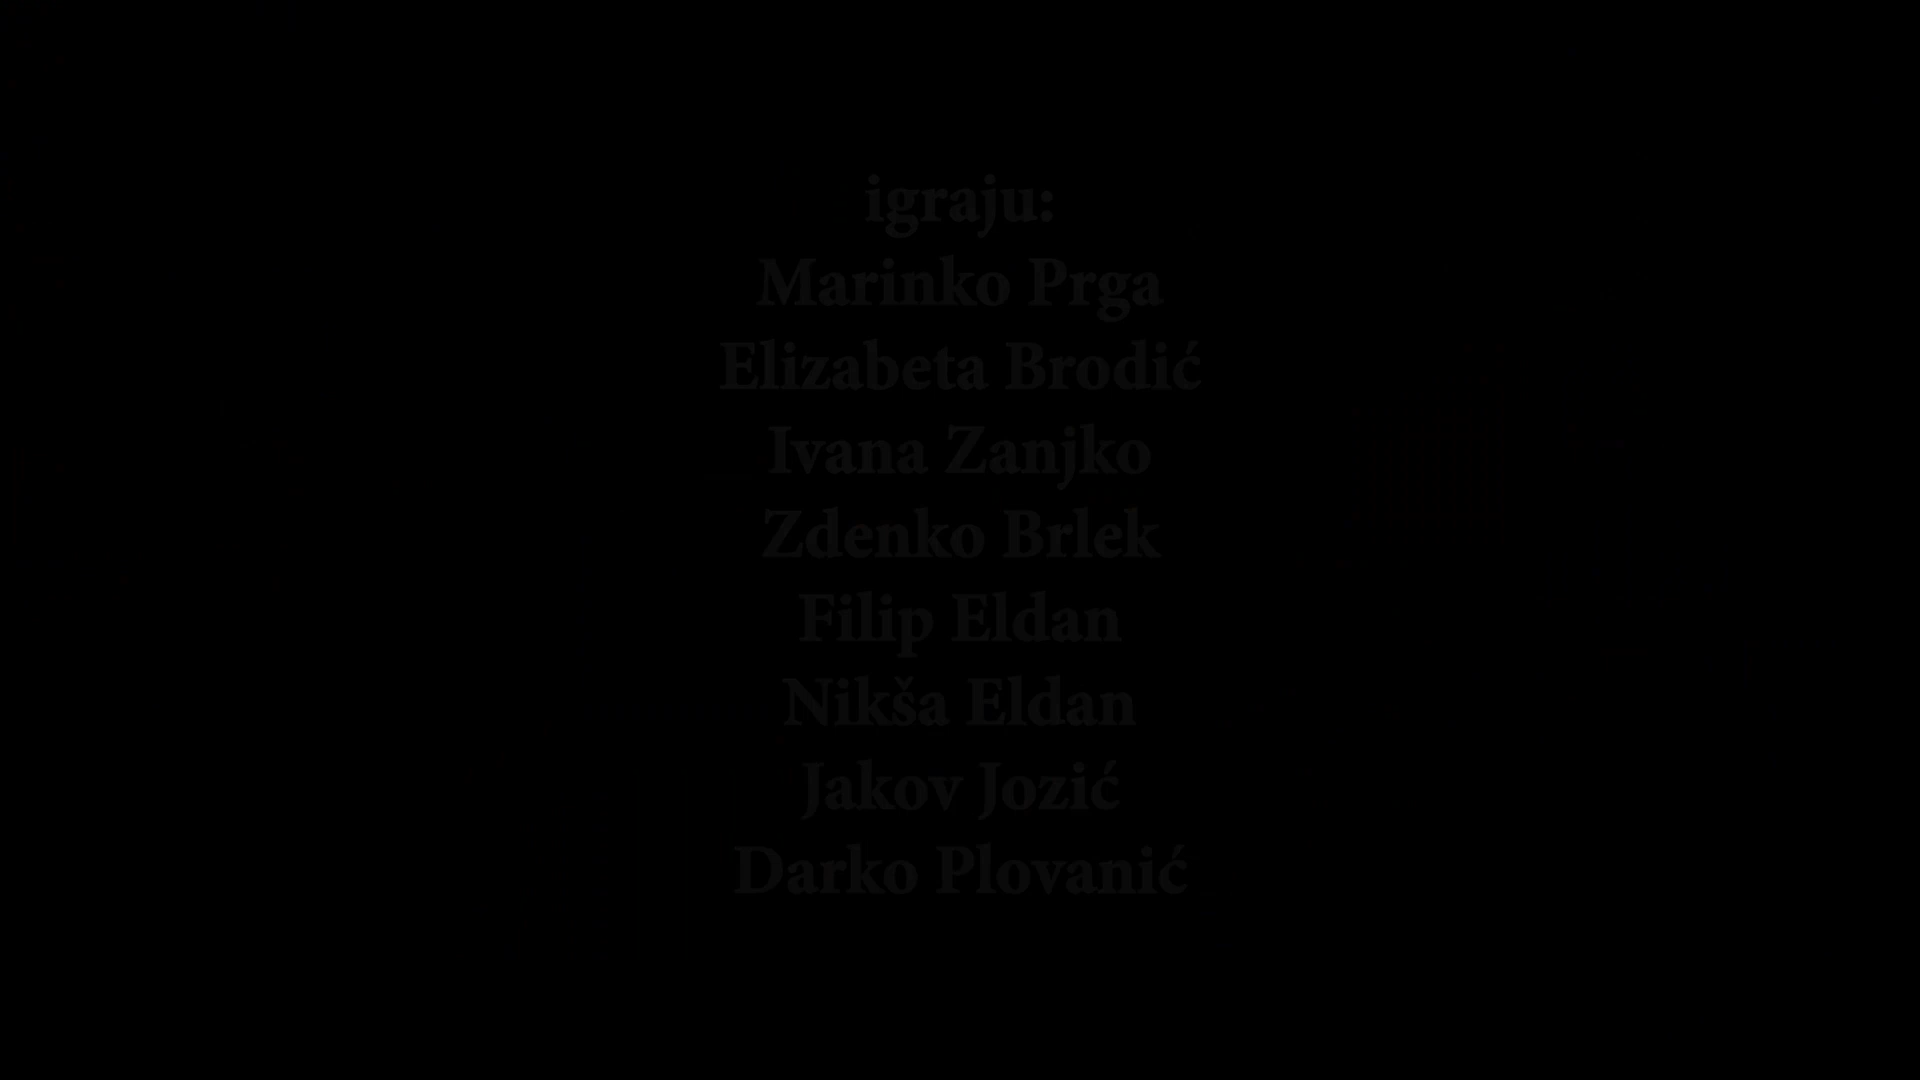 igraju:
Marinko Prga
Elizabeta Brodić
Ivana Zanjko
Zdenko Brlek
Filip Eldan
Nikša Eldan
Jakov Jozić
Darko Plovanić